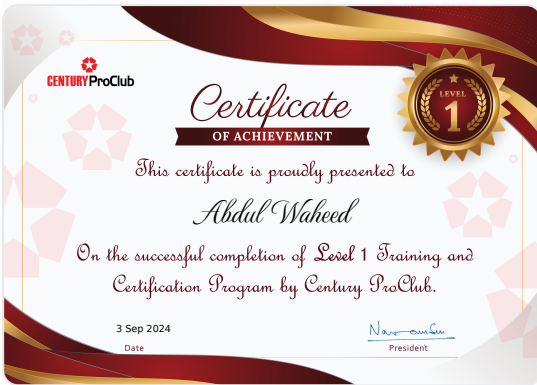 CENTURY ProClub
Certificate
OF ACHIEVEMENT
LEVEL
1
This certificate is proudly presented to
Abdul Waheed
On the successful completion of Level 1 Training and
Certification Program by Century ProClub.
3 Sep 2024
Date
President